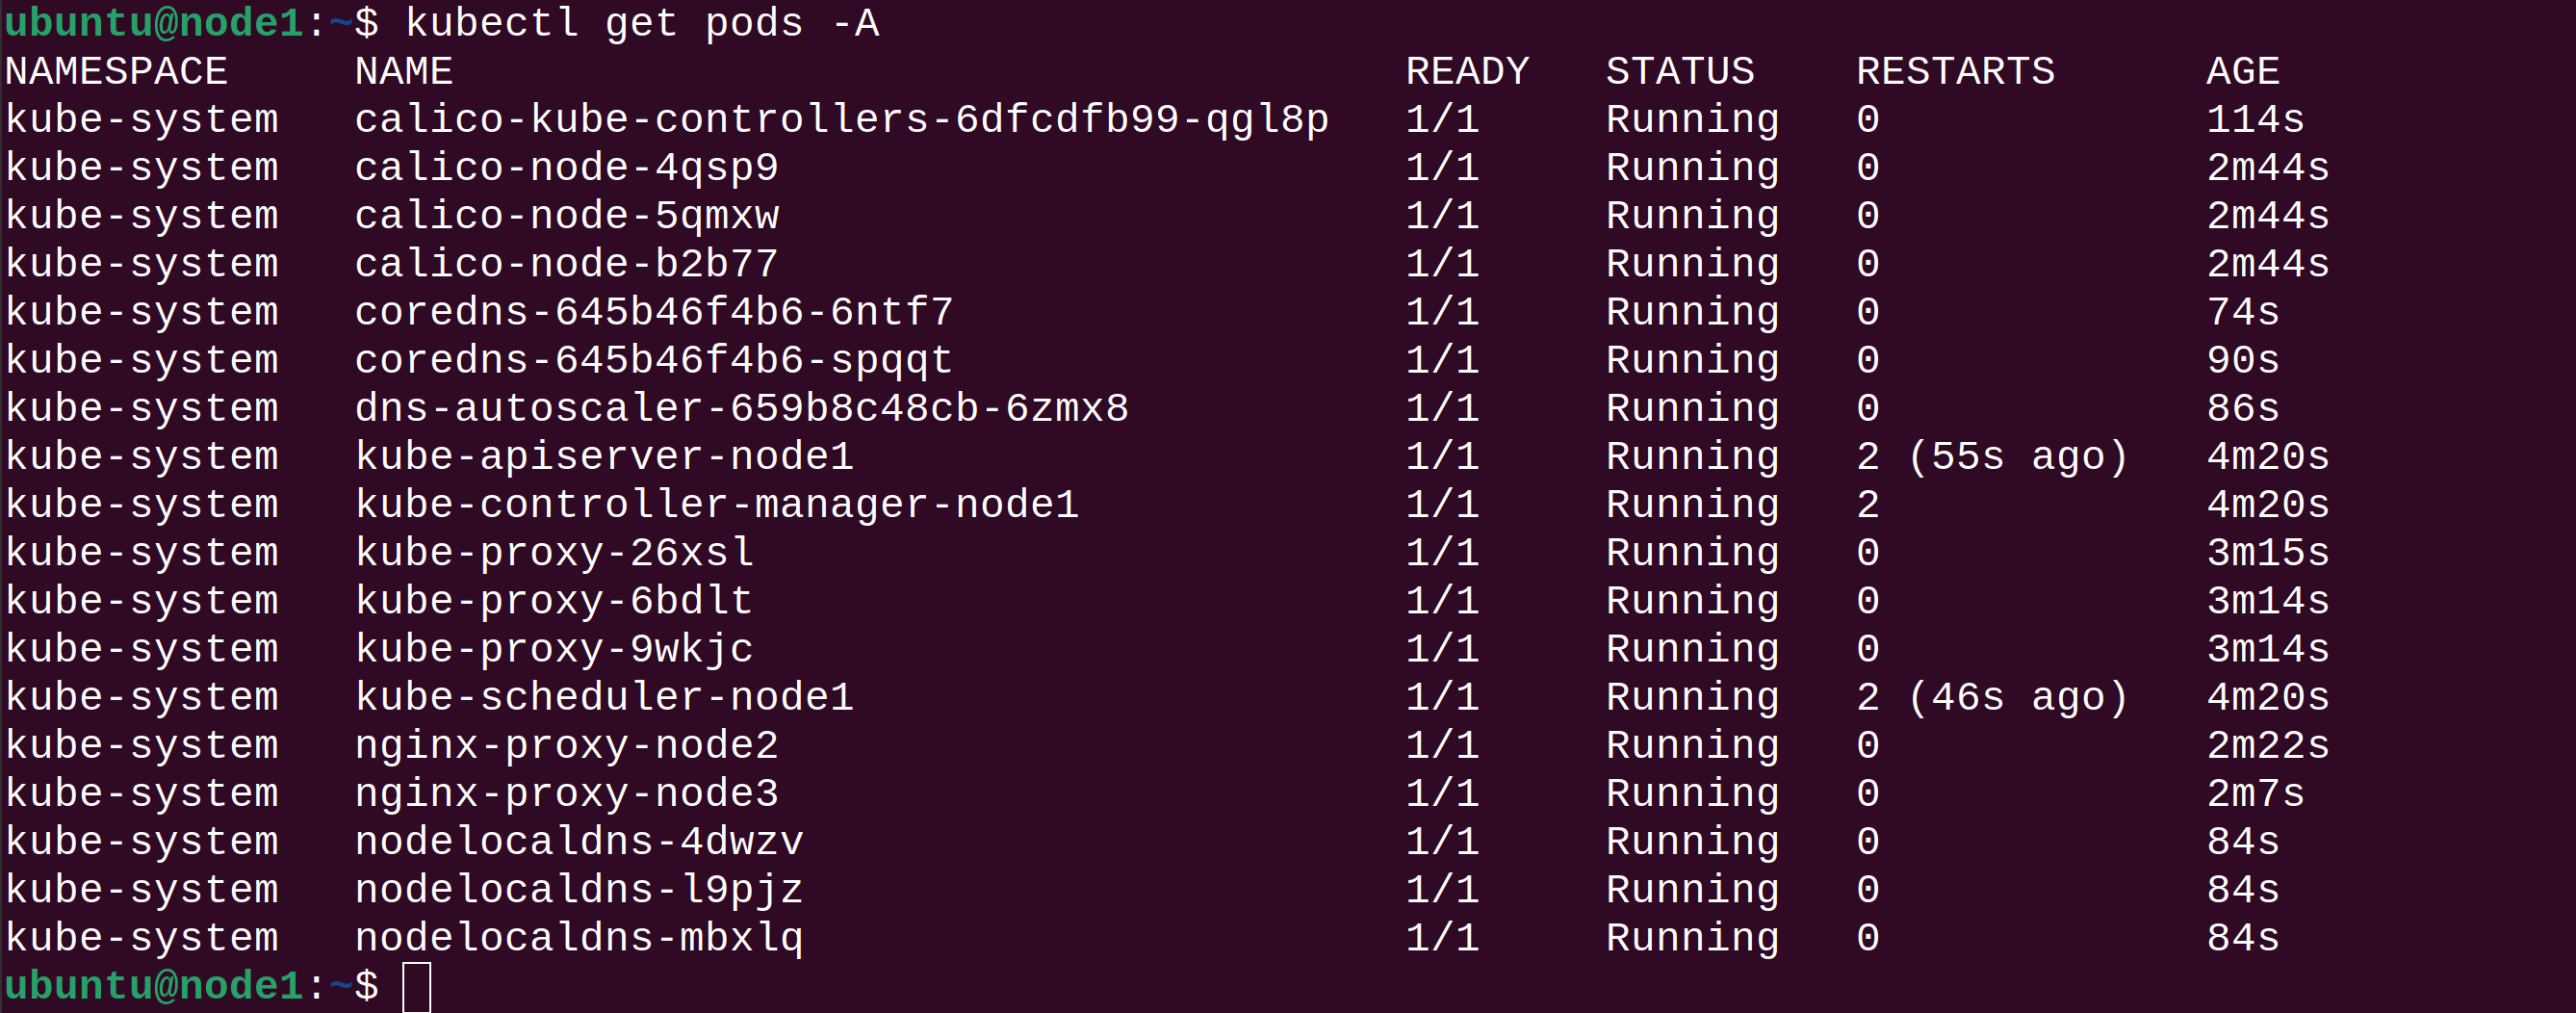 ubuntu@node1:~$ kubectl get pods -A
NAMESPACE     NAME                                      READY   STATUS    RESTARTS      AGE
kube-system   calico-kube-controllers-6dfcdfb99-qgl8p   1/1     Running   0             114s
kube-system   calico-node-4qsp9                         1/1     Running   0             2m44s
kube-system   calico-node-5qmxw                         1/1     Running   0             2m44s
kube-system   calico-node-b2b77                         1/1     Running   0             2m44s
kube-system   coredns-645b46f4b6-6ntf7                  1/1     Running   0             74s
kube-system   coredns-645b46f4b6-spqqt                  1/1     Running   0             90s
kube-system   dns-autoscaler-659b8c48cb-6zmx8           1/1     Running   0             86s
kube-system   kube-apiserver-node1                      1/1     Running   2 (55s ago)   4m20s
kube-system   kube-controller-manager-node1             1/1     Running   2             4m20s
kube-system   kube-proxy-26xsl                          1/1     Running   0             3m15s
kube-system   kube-proxy-6bdlt                          1/1     Running   0             3m14s
kube-system   kube-proxy-9wkjc                          1/1     Running   0             3m14s
kube-system   kube-scheduler-node1                      1/1     Running   2 (46s ago)   4m20s
kube-system   nginx-proxy-node2                         1/1     Running   0             2m22s
kube-system   nginx-proxy-node3                         1/1     Running   0             2m7s
kube-system   nodelocaldns-4dwzv                        1/1     Running   0             84s
kube-system   nodelocaldns-l9pjz                        1/1     Running   0             84s
kube-system   nodelocaldns-mbxlq                        1/1     Running   0             84s
ubuntu@node1:~$